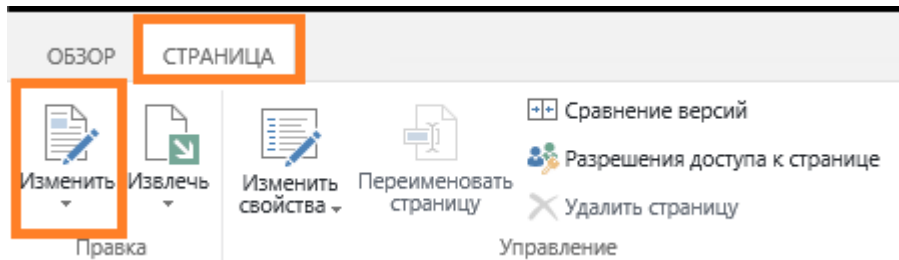 ОБЗОР СТРАНИЦА
Изменить
Извлечь
Изменить
свойства
Переименовать
страницу
Сравнение версий
Разрешения доступа к странице
Удалить страницу
Правка
Управление